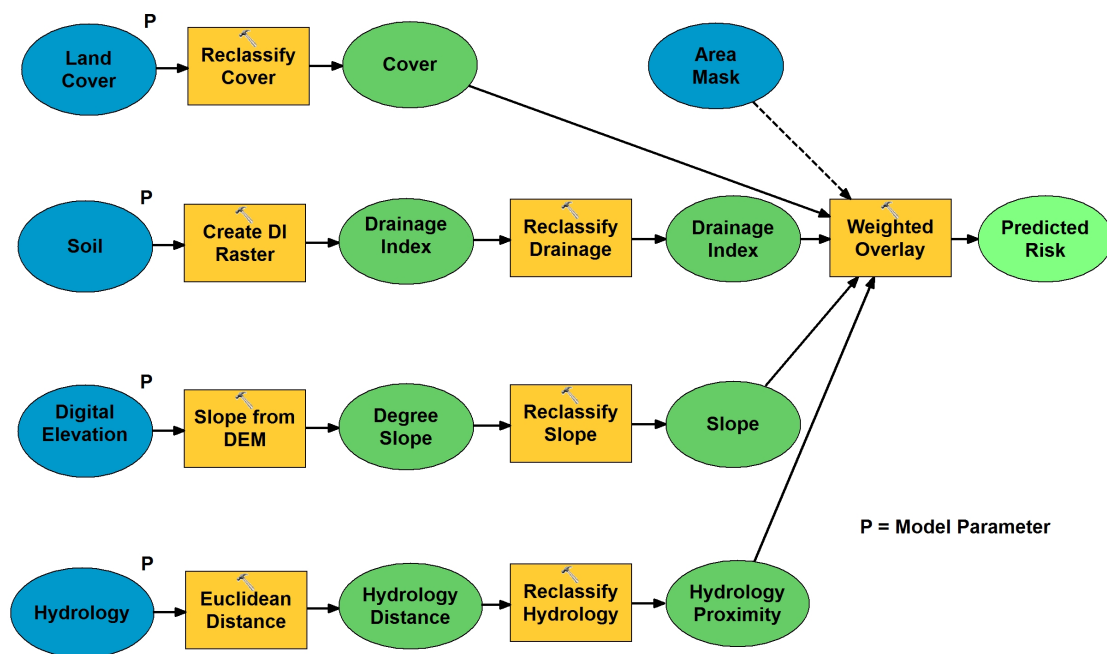 P
Land
Cover
Reclassify
Cover
Cover
Area
Mask
P
Soil
Create DI
Raster
Drainage
Index
Reclassify
Drainage
Drainage
Index
Weighted
Overlay
Predicted
Risk
P
Digital
Elevation
Slope from
DEM
Degree
Slope
Reclassify
Slope
Slope
P = Model Parameter
P
Hydrology
Euclidean
Distance
Hydrology
Distance
Reclassify
Hydrology
Hydrology
Proximity